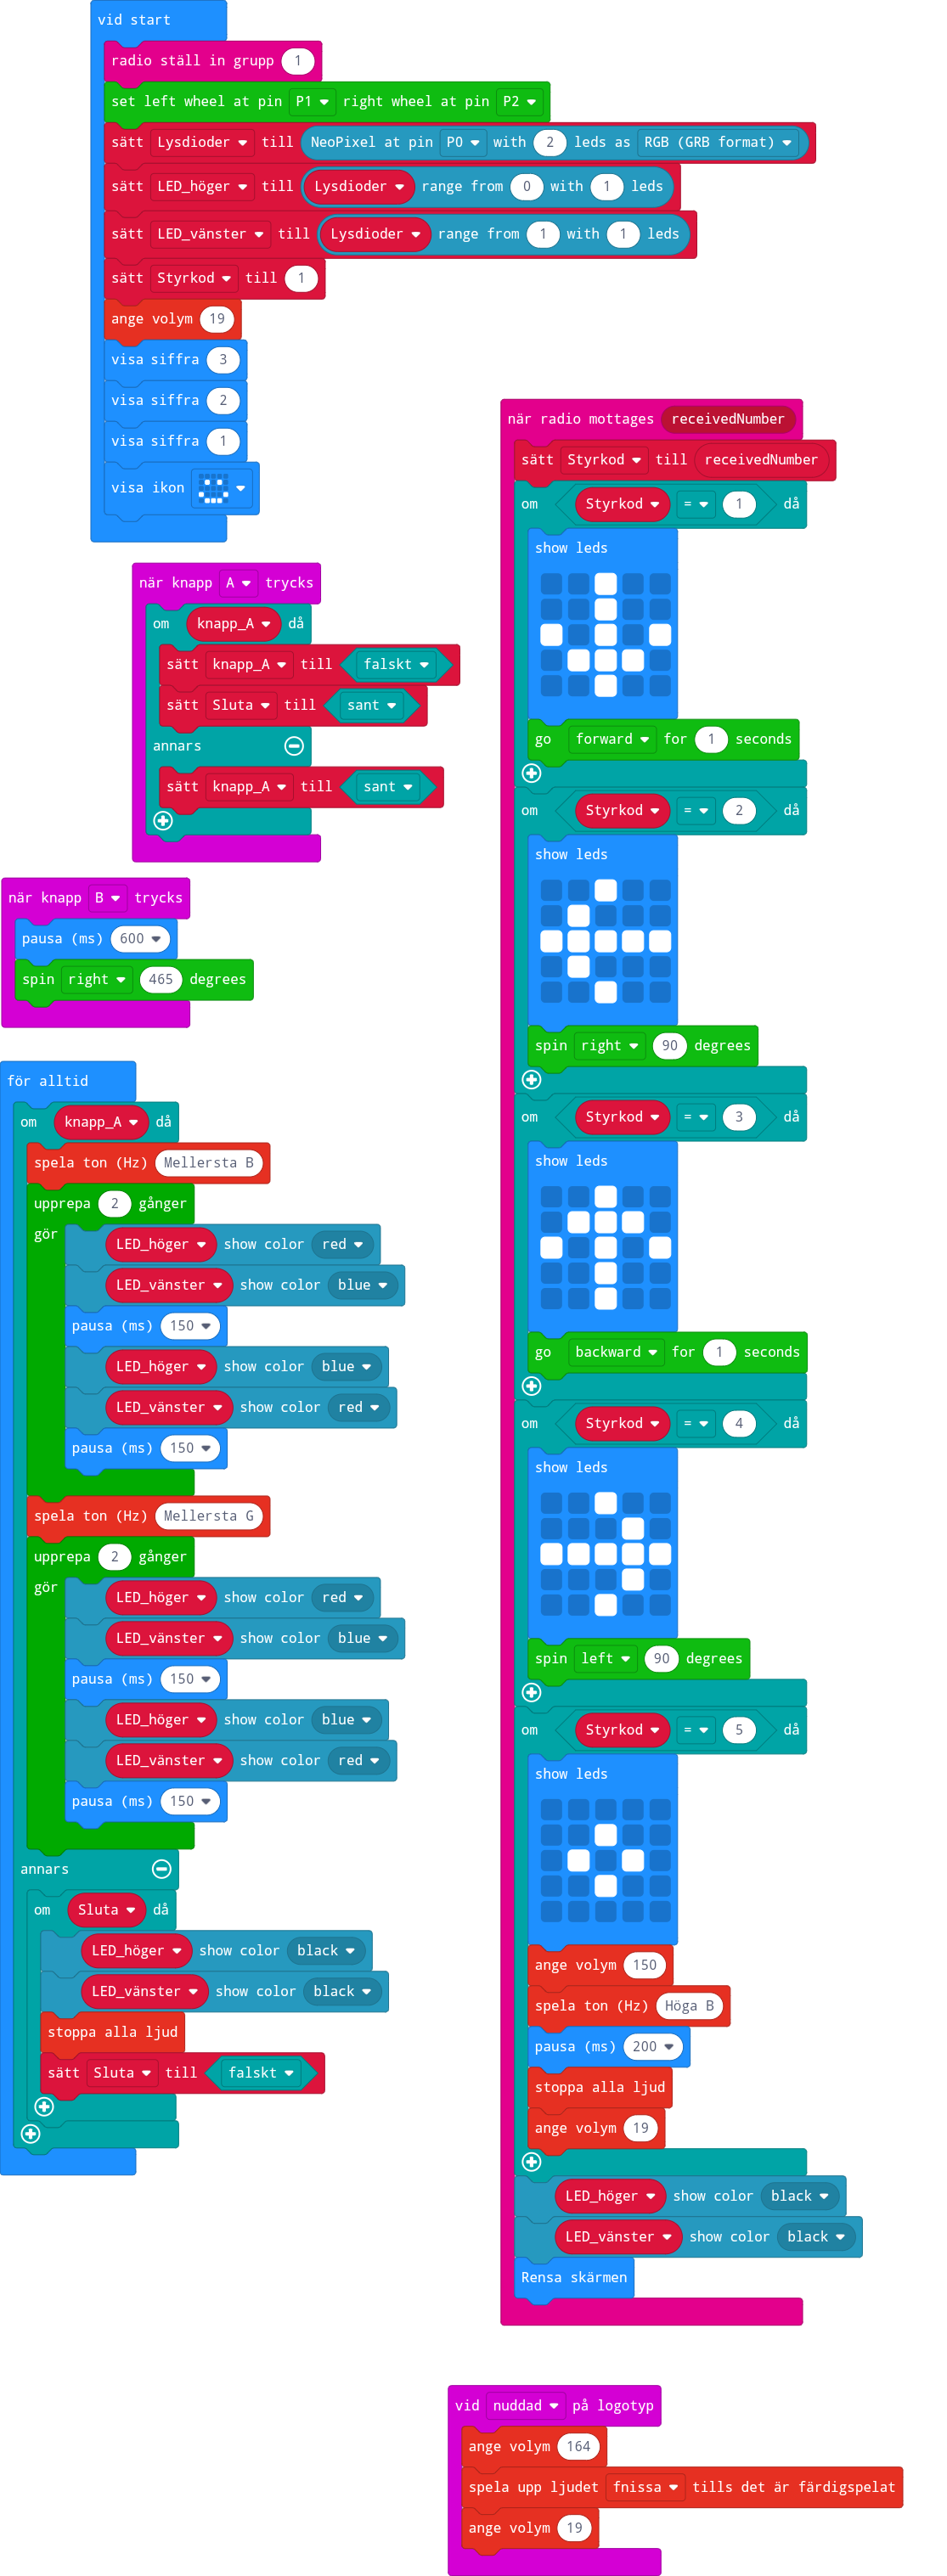 vid start
radio ställ in grupp 1
set left wheel at pin P1 right wheel at pin P2
sätt Lysdioder till NeoPixel at pin P0 with 2 leds as RGB (GRB format)
sätt LED_höger till Lysdioder range from 0 with 1 leds
sätt LED_vänster till Lysdioder range from 1 with 1 leds
sätt Styrkod till 1
ange volym 19
visa siffra 3
visa siffra 2
visa siffra 1
visa ikon
när knapp A trycks
om knapp_A då
sätt knapp_A till falskt
sätt Sluta till sant
annars
sätt knapp_A till sant
när knapp B trycks
pausa (ms) 600
spin right 465 degrees
för alltid
om knapp_A då
spela ton (Hz) Mellersta B
upprepa 2 gånger
gör
LED_höger show color red
LED_vänster show color blue
pausa (ms) 150
LED_höger show color blue
LED_vänster show color red
pausa (ms) 150
spela ton (Hz) Mellersta G
upprepa 2 gånger
gör
LED_höger show color red
LED_vänster show color blue
pausa (ms) 150
LED_höger show color blue
LED_vänster show color red
pausa (ms) 150
annars
om Sluta då
LED_höger show color black
LED_vänster show color black
stoppa alla ljud
sätt Sluta till falskt
när radio mottages receivedNumber
sätt Styrkod till receivedNumber
om Styrkod = 1 då
show leds
go forward for 1 seconds
om Styrkod = 2 då
show leds
spin right 90 degrees
om Styrkod = 3 då
show leds
go backward for 1 seconds
om Styrkod = 4 då
show leds
spin left 90 degrees
om Styrkod = 5 då
show leds
ange volym 150
spela ton (Hz) Höga B
pausa (ms) 200
stoppa alla ljud
ange volym 19
LED_höger show color black
LED_vänster show color black
Rensa skärmen
vid nuddad på logotyp
ange volym 164
spela upp ljudet fnissa tills det är färdigspelat
ange volym 19